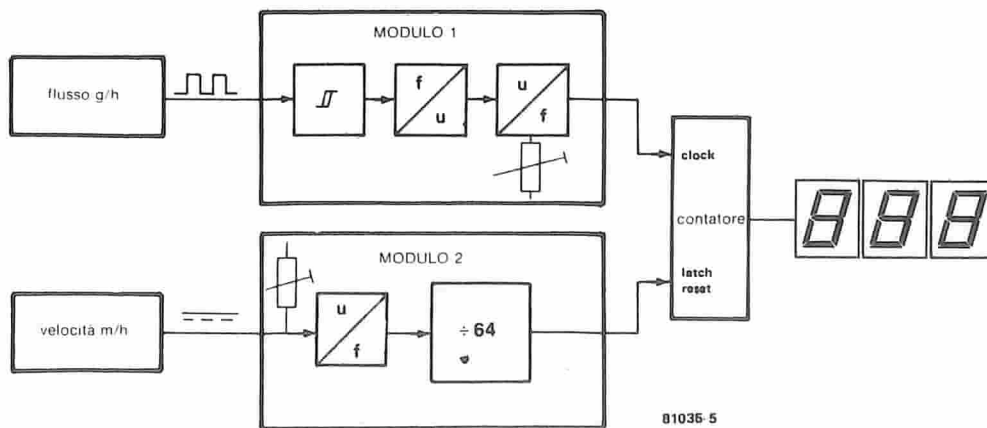 MODULO 1
flusso g/h
f
u
u
f
clock
contatore
latch
reset
MODULO 2
velocità m/h
u
f
÷ 64
81035-5